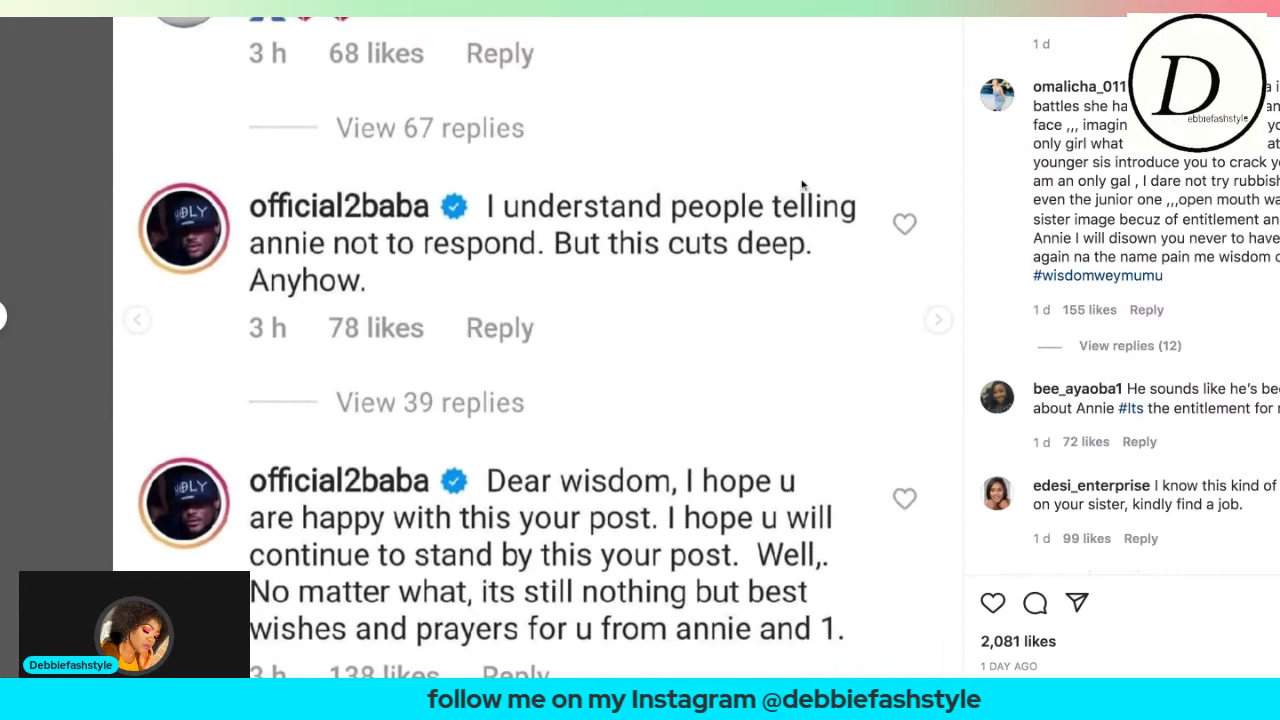 3 h 68 likes Reply
View 67 replies
official2baba I understand people telling
annie not to respond. But this cuts deep.
Anyhow.
3 h 78 likes Reply
View 39 replies
official2baba Dear wisdom, I hope u
are happy with this your post. I hope u will
continue to stand by this your post. Well,.
No matter what, its still nothing but best
wishes and prayers for u from annie and 1.
3 h 138 likes Reply
1 d
D
ebbiefashstyle
omalicha_011
battles she ha
face ,,, imagin
only girl what
younger sis introduce you to crack
am an only gal , I dare not try rubbish
even the junior one ,,,open mouth
sister image becuz of entitlement
Annie I will disown you never to have
again na the name pain me wisdom
#wisdomweymumu
1 d 155 likes Reply
View replies (12)
bee_ayaoba1 He sounds like he's
about Annie #Its the entitlement for
1 d 72 likes Reply
edesi_enterprise I know this kind of
on your sister, kindly find a job.
1 d 99 likes Reply
2,081 likes
1 DAY AGO
HOLY
HOLY
Debbiefashstyle
follow me on my Instagram @debbiefashstyle